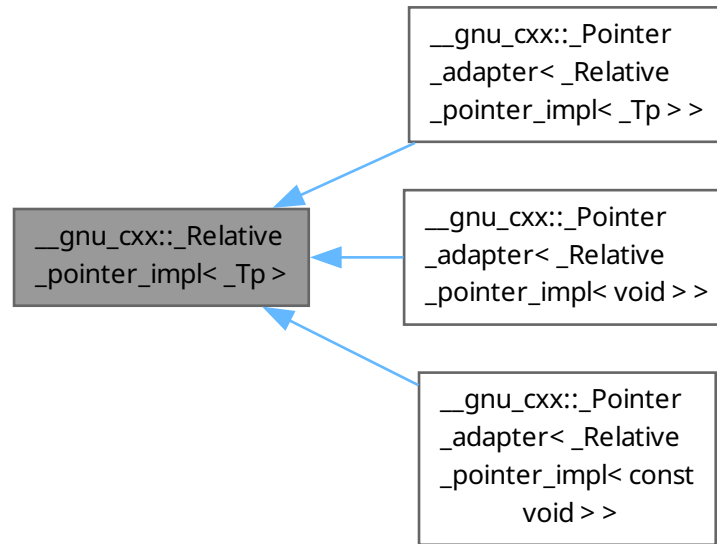 __gnu_cxx::_Pointer
_adapter< _Relative
_pointer_impl< _Tp > >
__gnu_cxx::_Relative
_pointer_impl< _Tp >
__gnu_cxx::_Pointer
_adapter< _Relative
_pointer_impl< void > >
__gnu_cxx::_Pointer
_adapter< _Relative
_pointer_impl< const
void > >